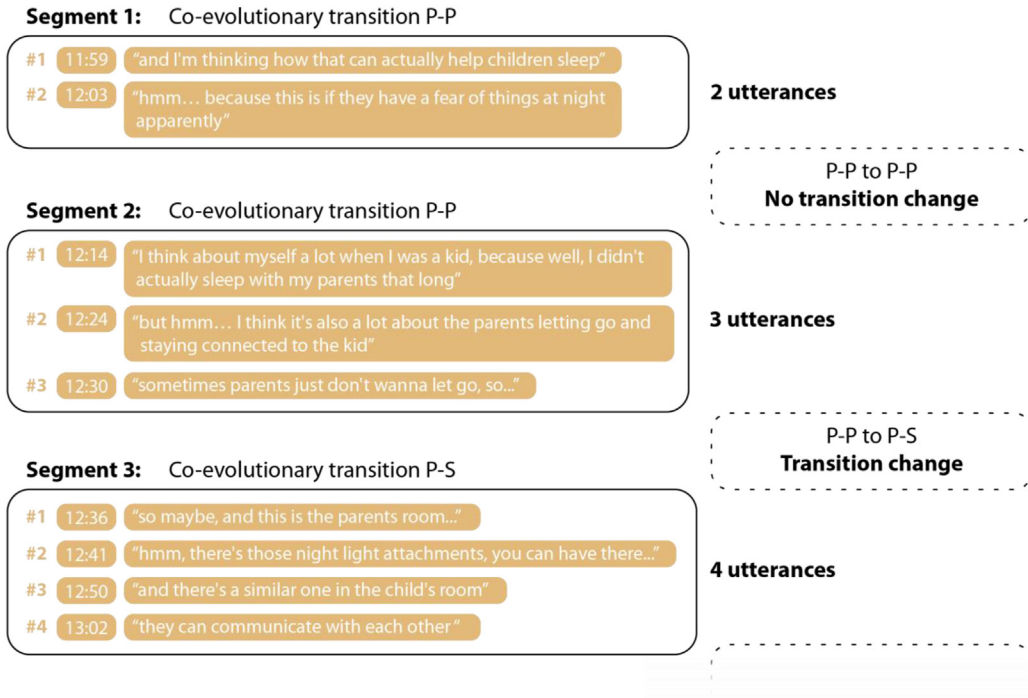 Segment 1: Co-evolutionary transition P-P
#1 11:59 “and I'm thinking how that can actually help children sleep”
#2 12:03 “hmm... because this is if they have a fear of things at night
apparently”
2 utterances
P-P to P-P
No transition change
Segment 2: Co-evolutionary transition P-P
#1 12:14 “I think about myself a lot when I was a kid, because well, I didn't
actually sleep with my parents that long”
#2 12:24 “but hmm... I think it's also a lot about the parents letting go and
staying connected to the kid”
#3 12:30 “sometimes parents just don't wanna let go, so...”
3 utterances
P-P to P-S
Transition change
Segment 3: Co-evolutionary transition P-S
#1 12:36 “so maybe, and this is the parents room...”
#2 12:41 “hmm, there's those night light attachments, you can have there...”
#3 12:50 “and there's a similar one in the child's room”
#4 13:02 “they can communicate with each other”
4 utterances